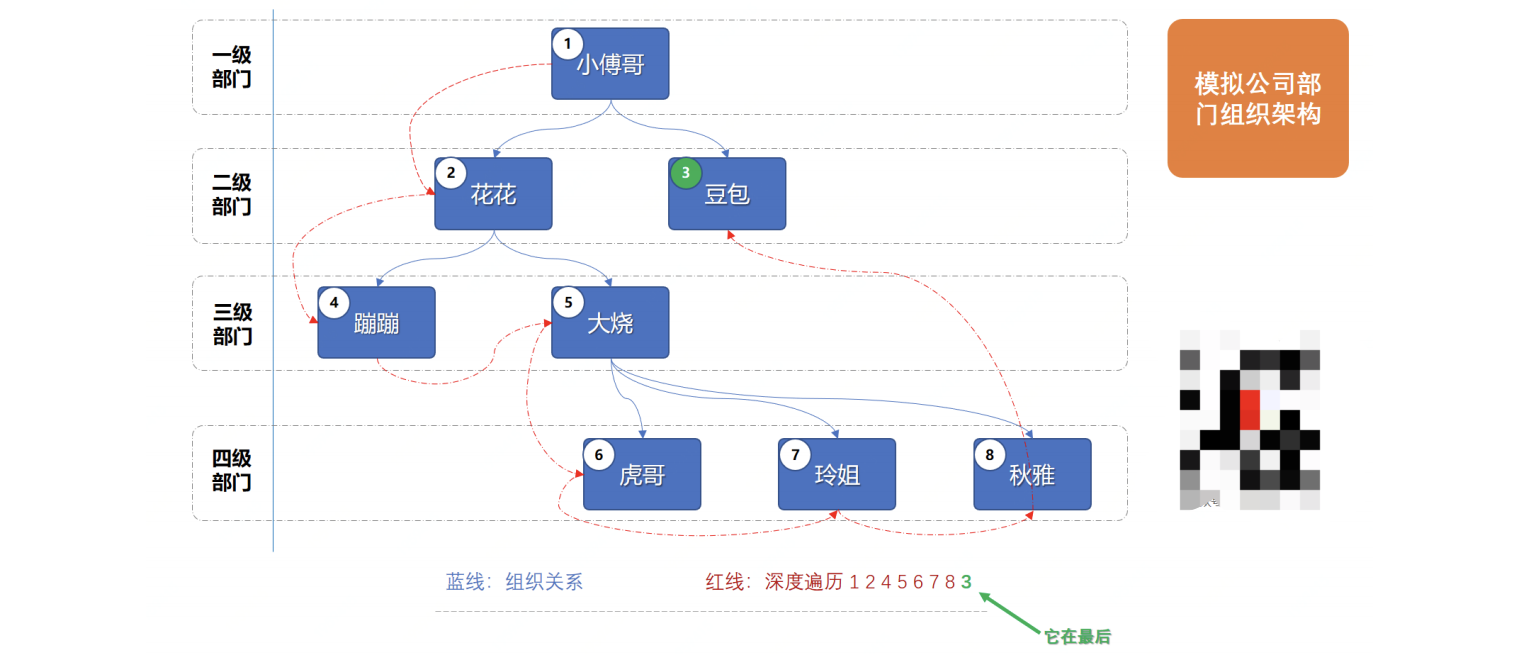 一级
部门
1
小傅哥
模拟公司部
门组织架构
二级
部门
2
花花
3
豆包
三级
部门
4
蹦蹦
5
大烧
四级
部门
6
虎哥
7
玲姐
8
秋雅
蓝线：组织关系
红线：深度遍历 1 2 4 5 6 7 8 3
它在最后